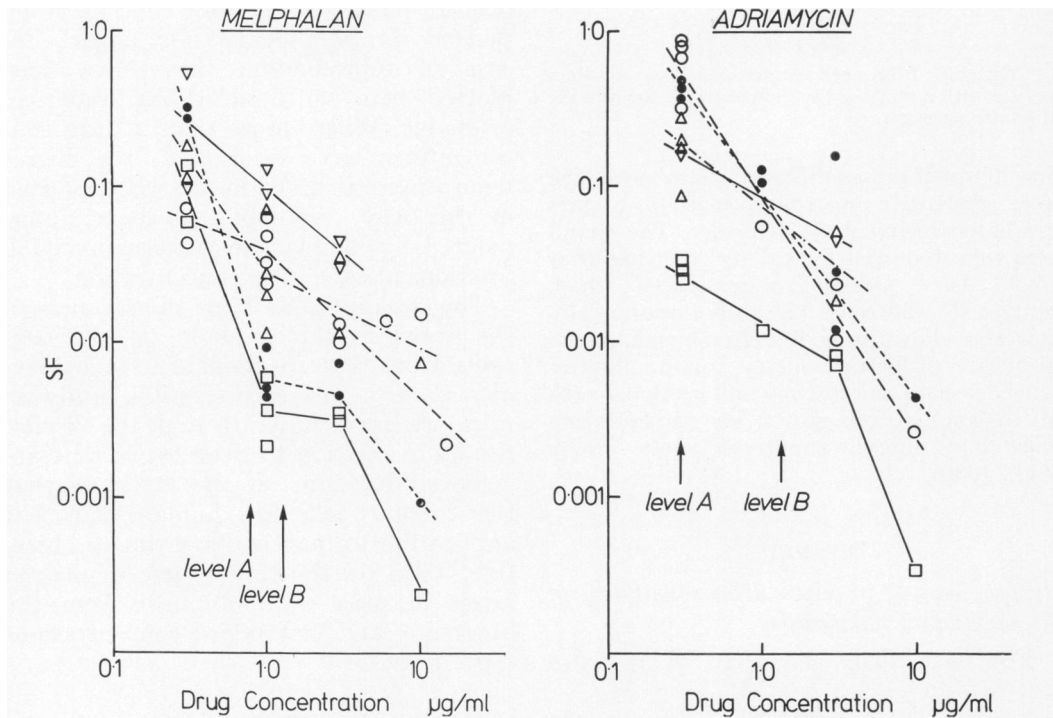 MELPHALAN
ADRIAMYCIN
1·0
0·1
0·01
0·001
SF
level A
level B
0·1
1·0
10
Drug Concentration µg/ml
1·0
0·1
0·01
0·001
level A
level B
0·1
1·0
10
Drug Concentration µg/ml